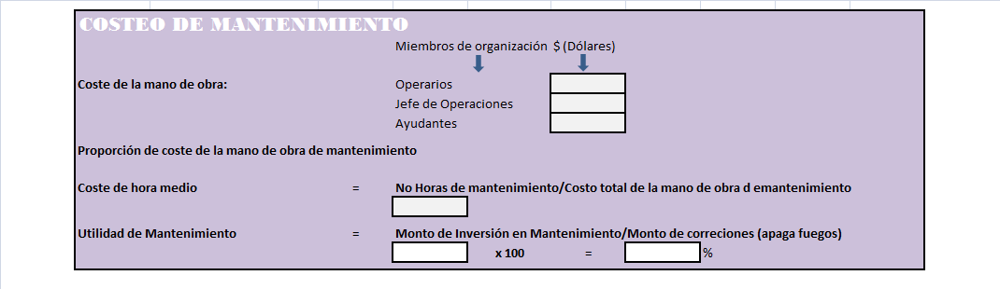 COSTEO DE MANTENIMIENTO
Miembros de organización $ (Dólares)
Coste de la mano de obra: Operarios
Jefe de Operaciones
Ayudantes
Proporción de coste de la mano de obra de mantenimiento
Coste de hora medio = No Horas de mantenimiento/Costo total de la mano de obra d emantenimiento
Utilidad de Mantenimiento = Monto de Inversión en Mantenimiento/Monto de correciones (apaga fuegos)
x 100 = %